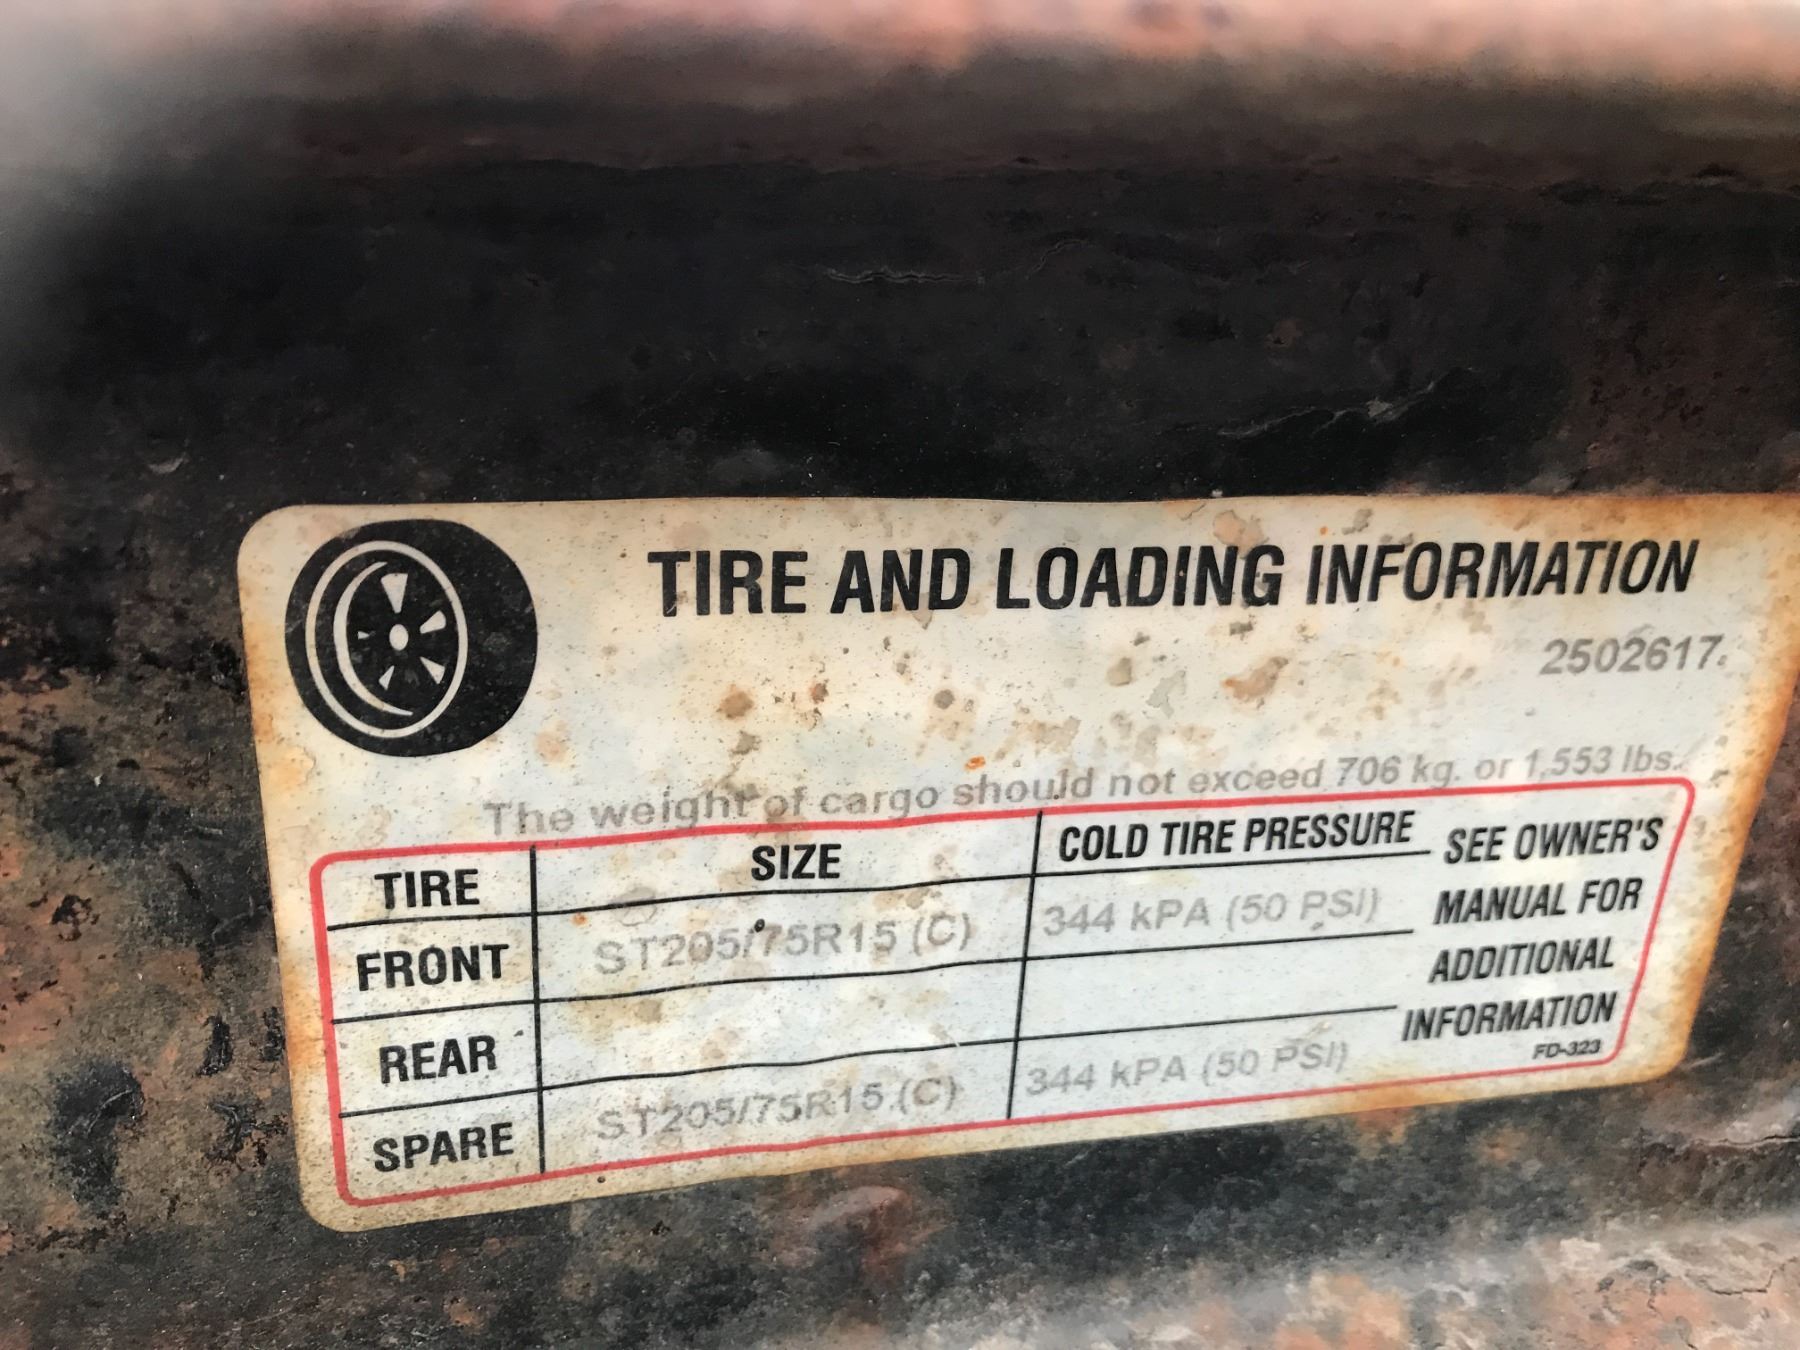 TIRE AND LOADING INFORMATION
2502617.
The weight of cargo should not exceed 706 kg. or 1,553 lbs.
TIRE SIZE COLD TIRE PRESSURE SEE OWNER'S
FRONT ST205/75R15 (C) 344 kPA (50 PSI) MANUAL FOR
REAR ADDITIONAL
SPARE ST205/75R15 (C) 344 kPA (50 PSI) INFORMATION
FD-323